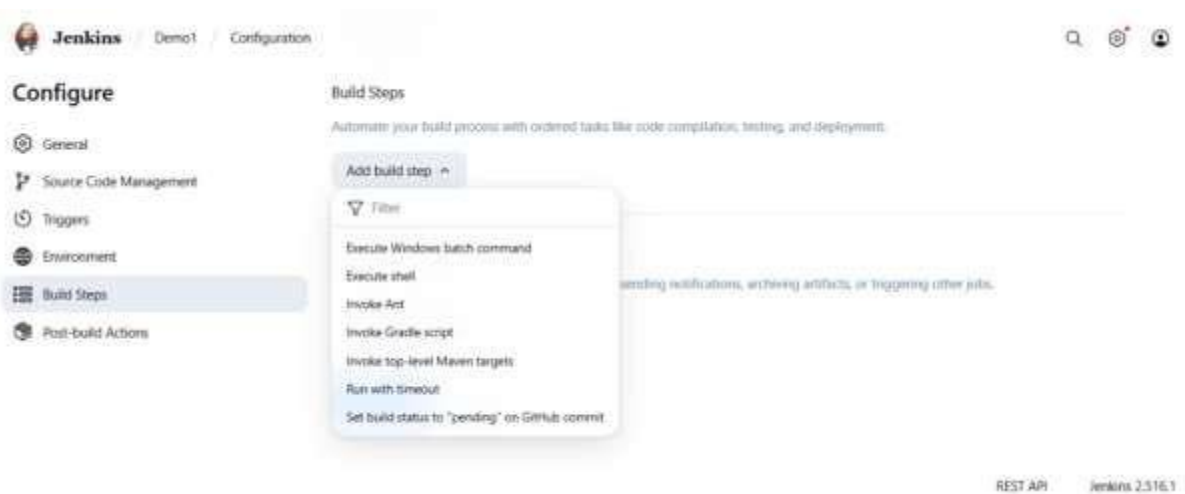 Jenkins / Demo1 / Configuration
Configure
General
Source Code Management
Triggers
Environment
Build Steps
Post-build Actions
Build Steps
Automate your build process with ordered tasks like code compilation, testing, and deployment.
Add build step
Filter
Execute Windows batch command
Execute shell
Invoke Ant
Invoke Gradle script
Invoke top-level Maven targets
Run with timeout
Set build status to "pending" on GitHub commit
sending notifications, archiving artifacts, or triggering other jobs.
REST API Jenkins 2.516.1